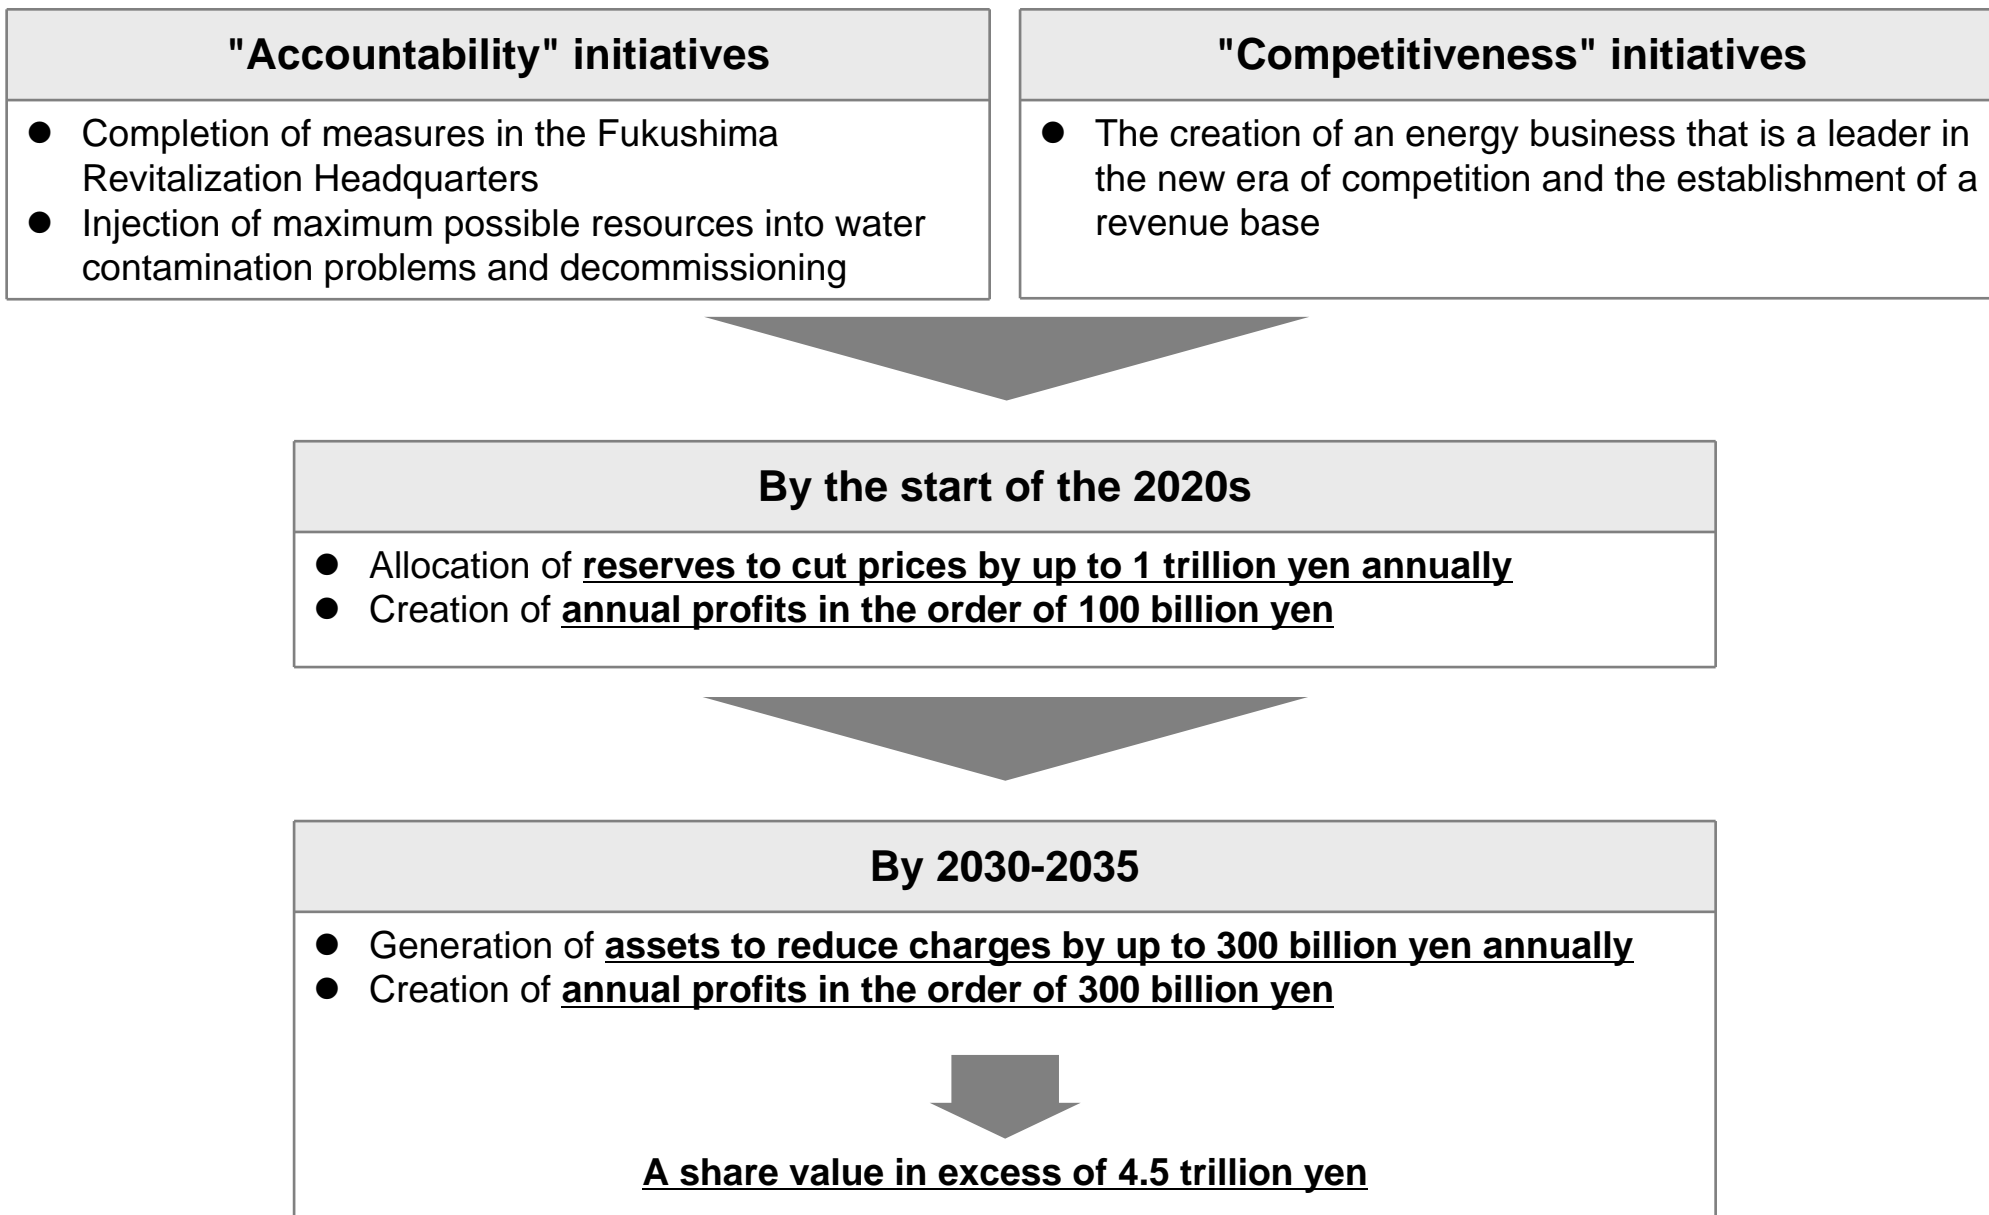 "Accountability" initiatives
● Completion of measures in the Fukushima
Revitalization Headquarters
● Injection of maximum possible resources into water
contamination problems and decommissioning
"Competitiveness" initiatives
● The creation of an energy business that is a leader in
the new era of competition and the establishment of a
revenue base
By the start of the 2020s
● Allocation of reserves to cut prices by up to 1 trillion yen annually
● Creation of annual profits in the order of 100 billion yen
By 2030-2035
● Generation of assets to reduce charges by up to 300 billion yen annually
● Creation of annual profits in the order of 300 billion yen
A share value in excess of 4.5 trillion yen